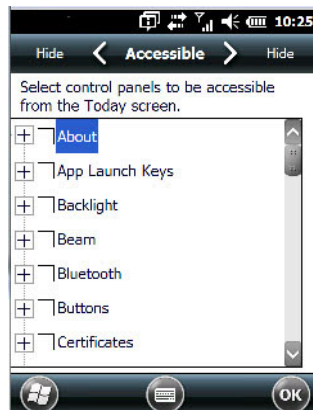 10:25
Hide Accessible Hide
Select control panels to be accessible
from the Today screen.
About
App Launch Keys
Backlight
Beam
Bluetooth
Buttons
Certificates
OK